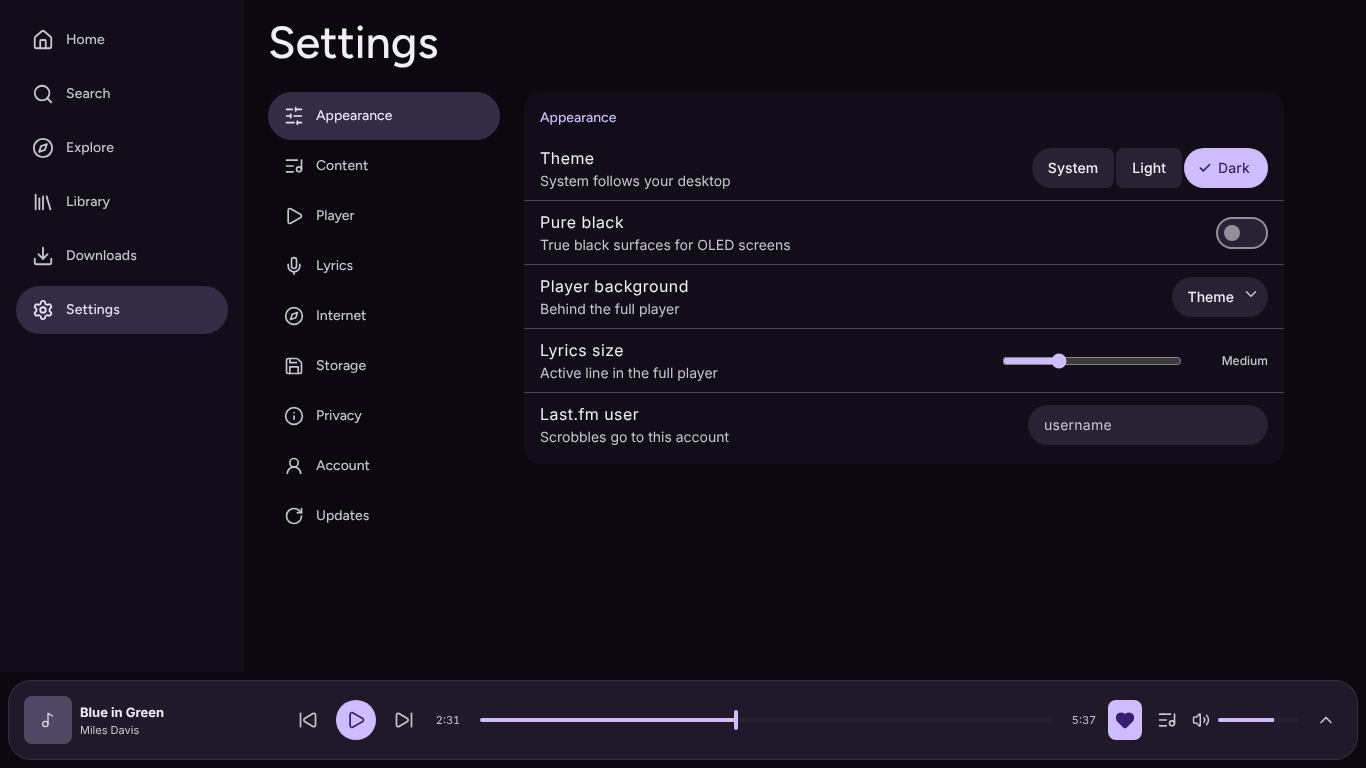 Home
Search
Explore
Library
Downloads
Settings
Settings
Appearance
Content
Player
Lyrics
Internet
Storage
Privacy
Account
Updates
Appearance
Theme
System follows your desktop
System Light Dark
Pure black
True black surfaces for OLED screens
Player background
Behind the full player
Theme
Lyrics size
Active line in the full player
Medium
Last.fm user
Scrobbles go to this account
username
Blue in Green
Miles Davis
2:31
5:37